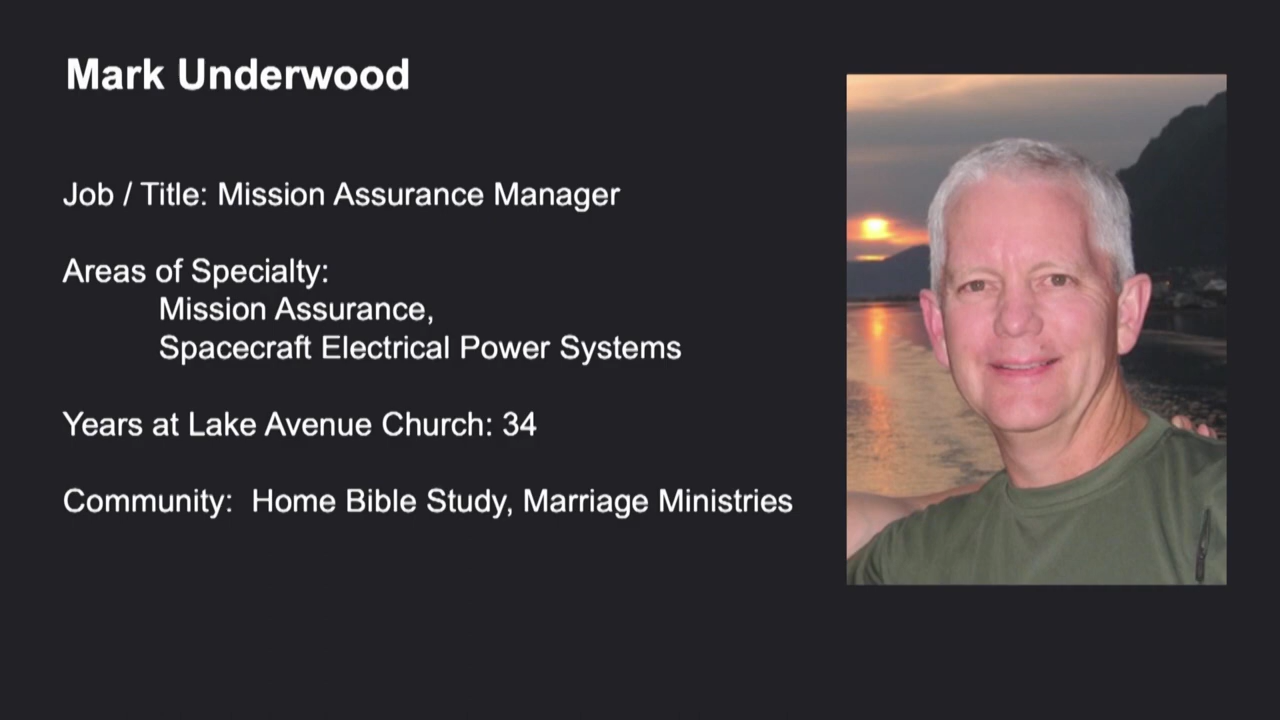 Mark Underwood
Job / Title: Mission Assurance Manager
Areas of Specialty:
Mission Assurance,
Spacecraft Electrical Power Systems
Years at Lake Avenue Church: 34
Community:  Home Bible Study, Marriage Ministries